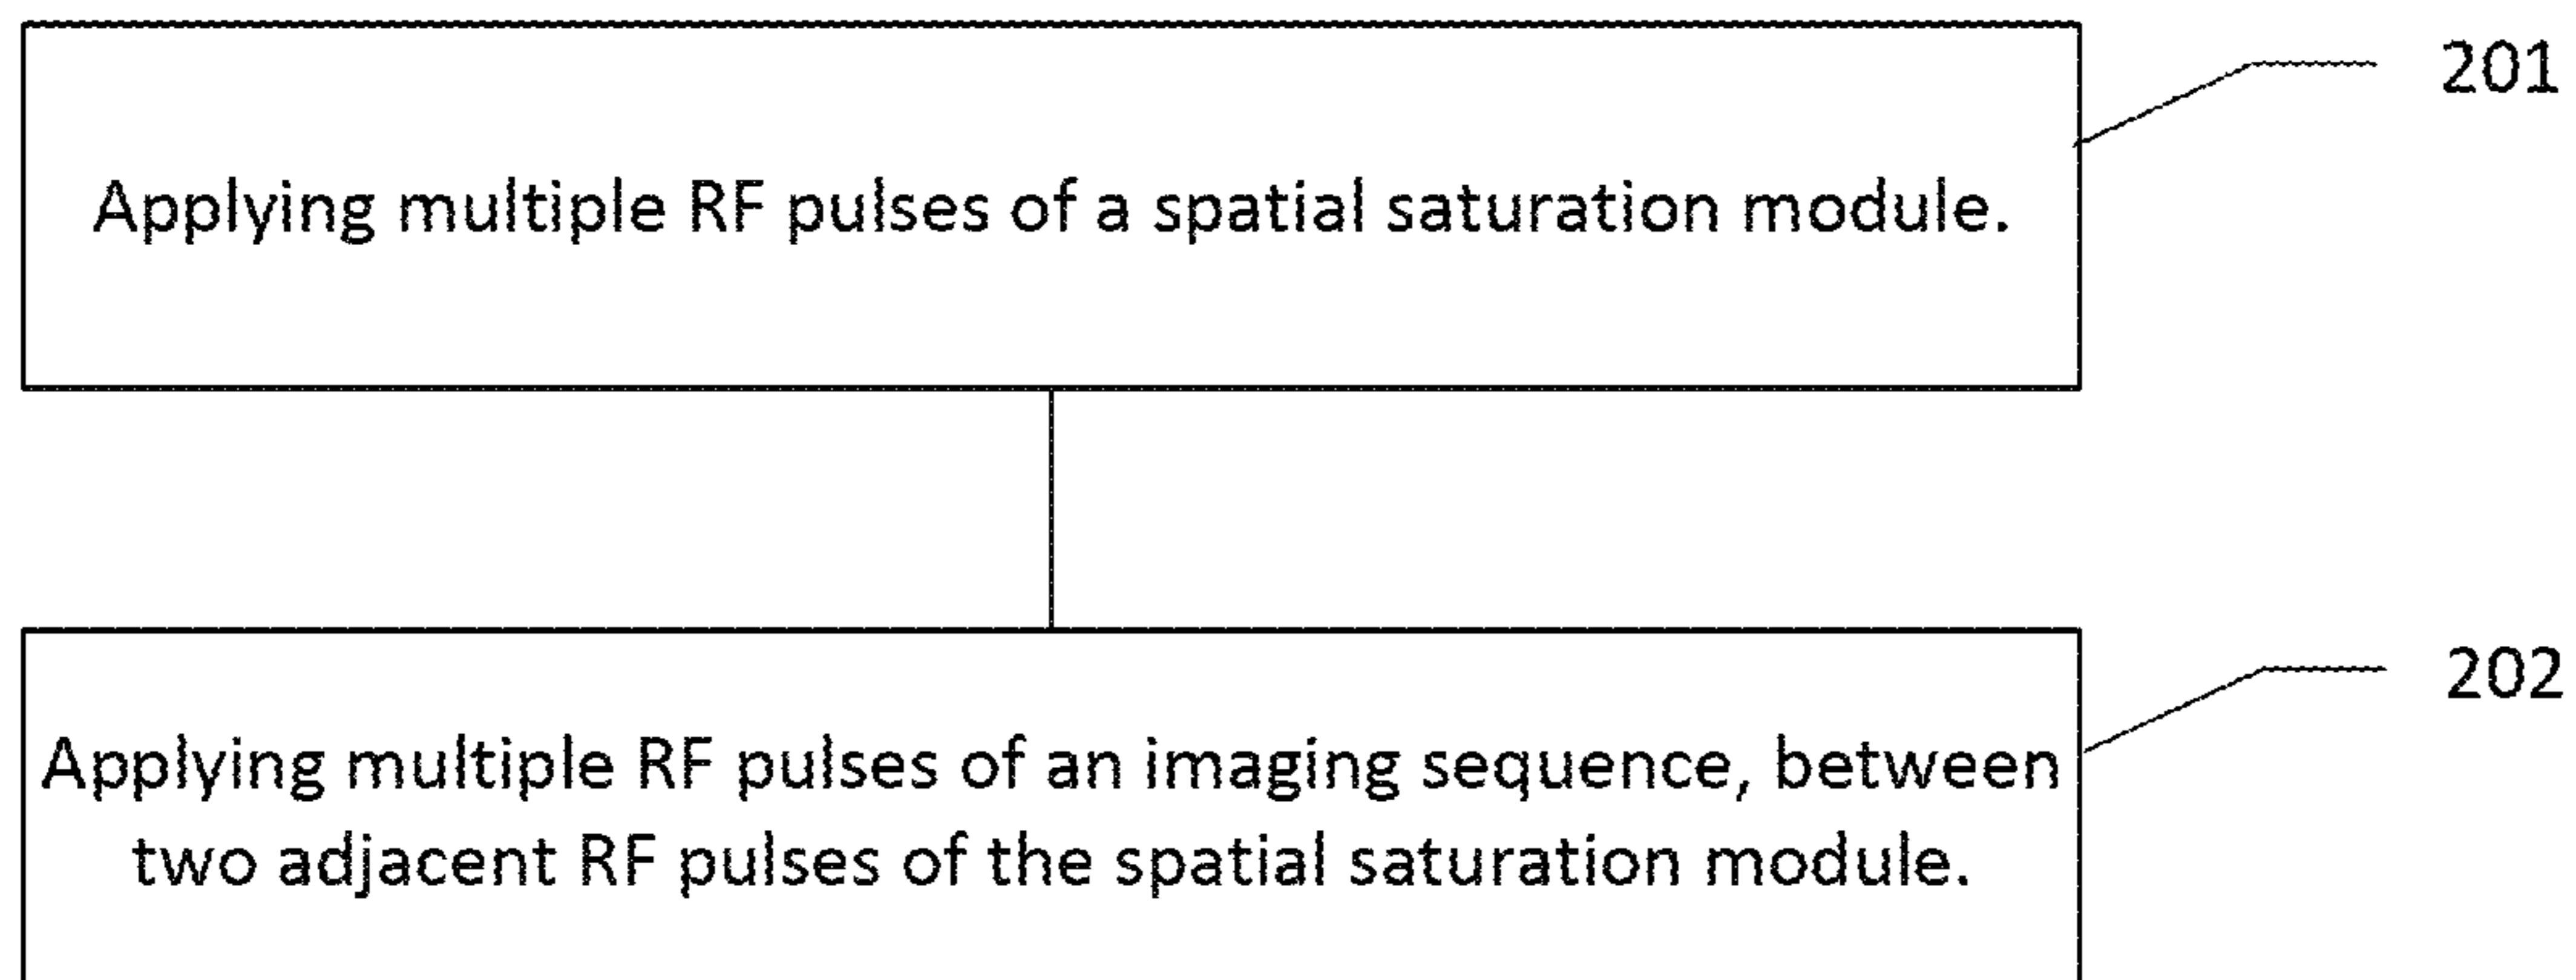 201
Applying multiple RF pulses of a spatial saturation module.
202
Applying multiple RF pulses of an imaging sequence, between
two adjacent RF pulses of the spatial saturation module.